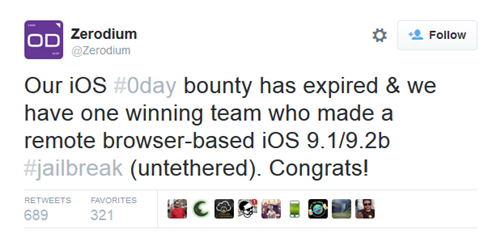 OD
Zerodium
@Zerodium
Follow
Our iOS #0day bounty has expired & we
have one winning team who made a
remote browser-based iOS 9.1/9.2b
#jailbreak (untethered). Congrats!
RETWEETS FAVORITES
689 321